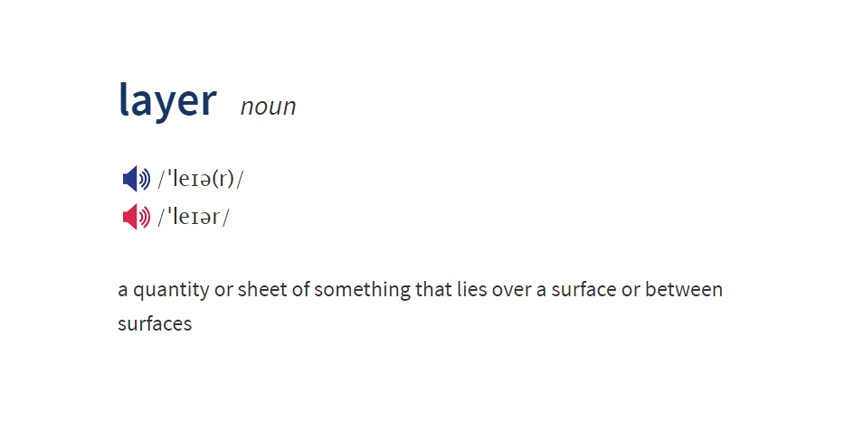 layer noun
/ˈleɪə(r)/
/ˈleɪər/
a quantity or sheet of something that lies over a surface or between
surfaces